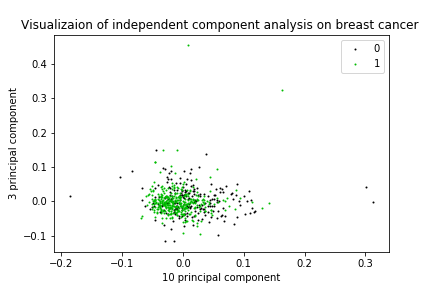 Visualizaion of independent component analysis on breast cancer
0
1
0.4
0.3
0.2
0.1
0.0
−0.1
3 principal component
−0.2 −0.1 0.0 0.1 0.2 0.3
10 principal component